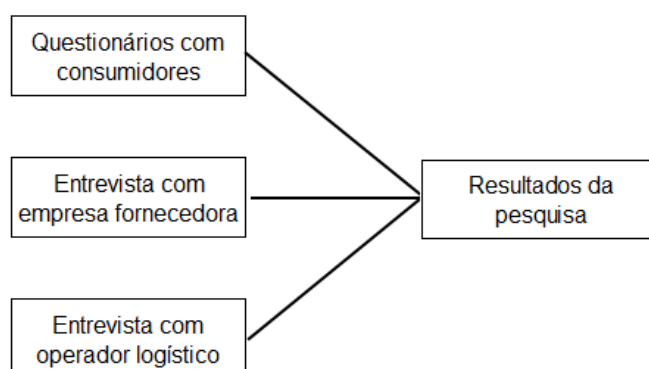 Questionários com
consumidores
Entrevista com
empresa fornecedora
Resultados da
pesquisa
Entrevista com
operador logístico